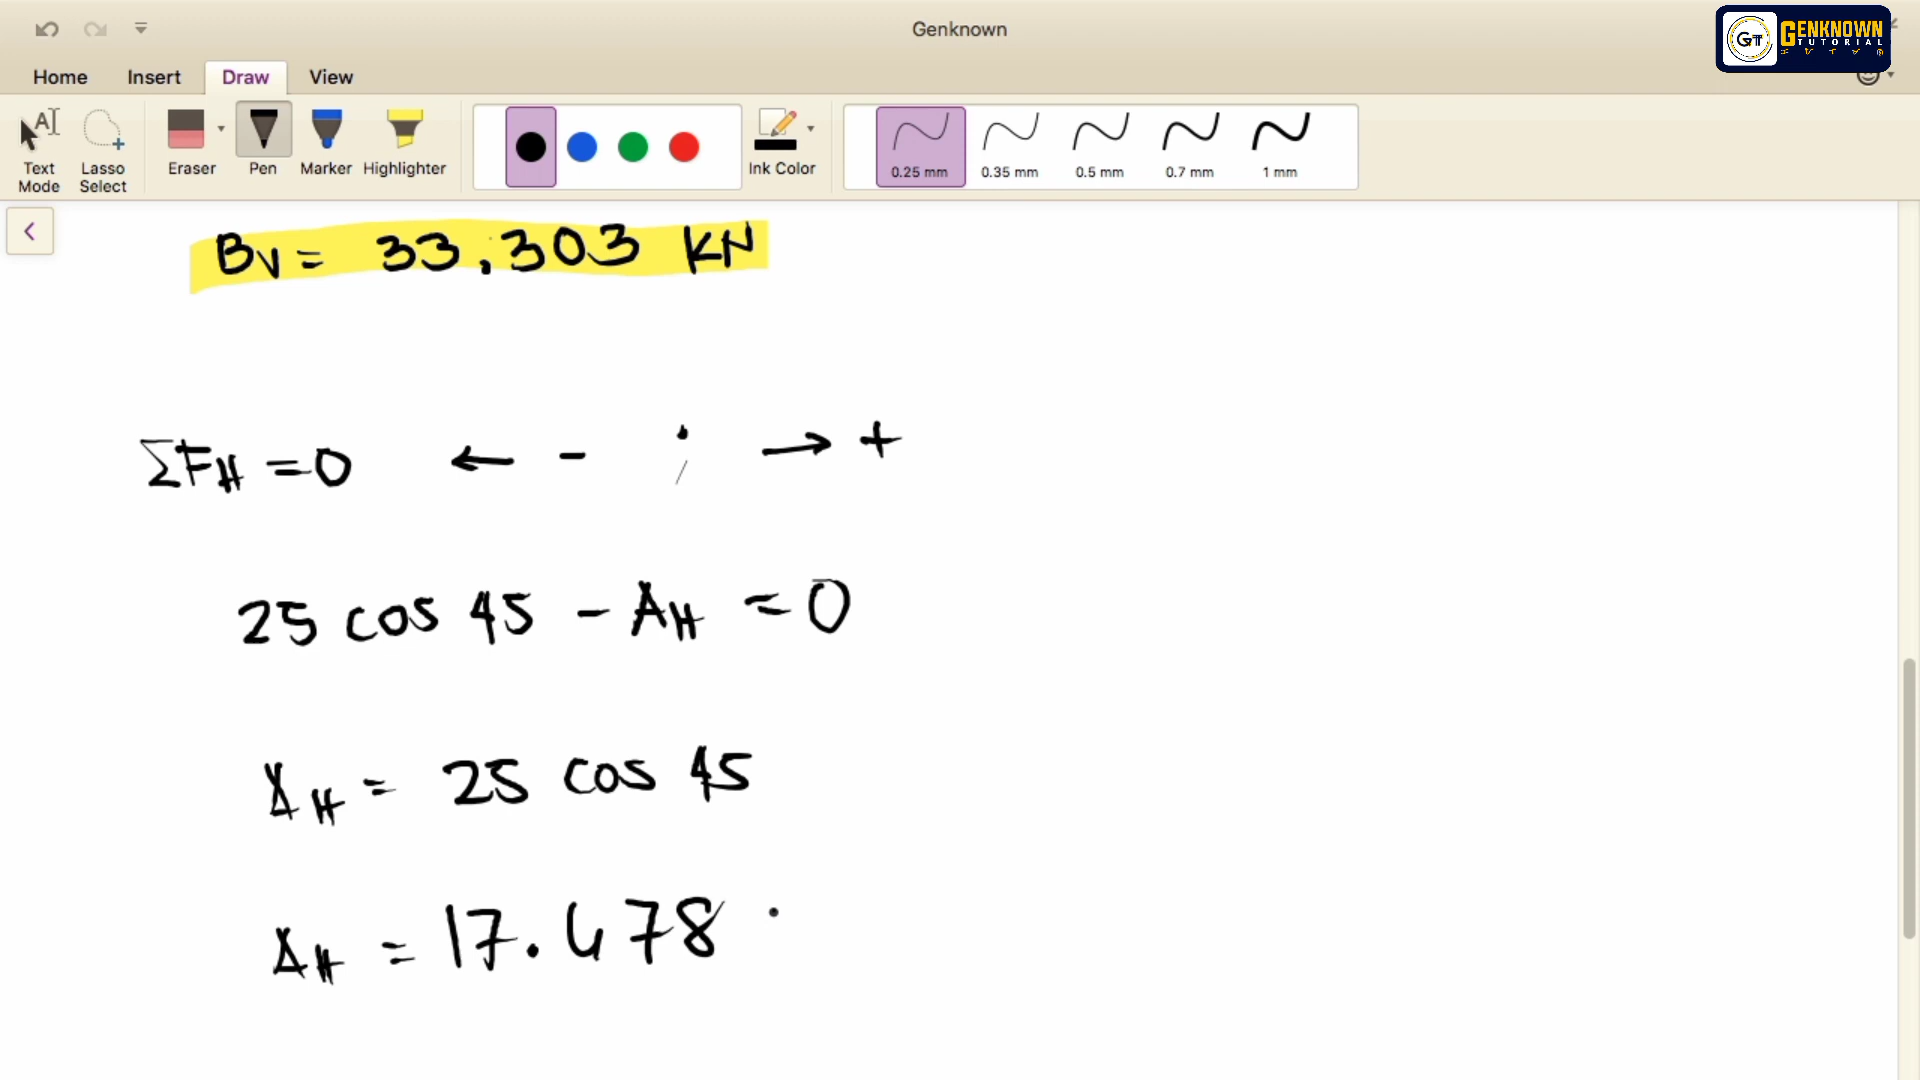 Genknown
GT GENKNOWN
TUTORIAL
Home Insert Draw View
Text Mode
Lasso Select
Eraser
Pen
Marker
Highlighter
Ink Color
0.25 mm
0.35 mm
0.5 mm
0.7 mm
1 mm
BV = 33.303 KN
ΣFH = 0 ← - ; → +
25 cos 45 - AH = 0
AH = 25 cos 45
AH = 17.678